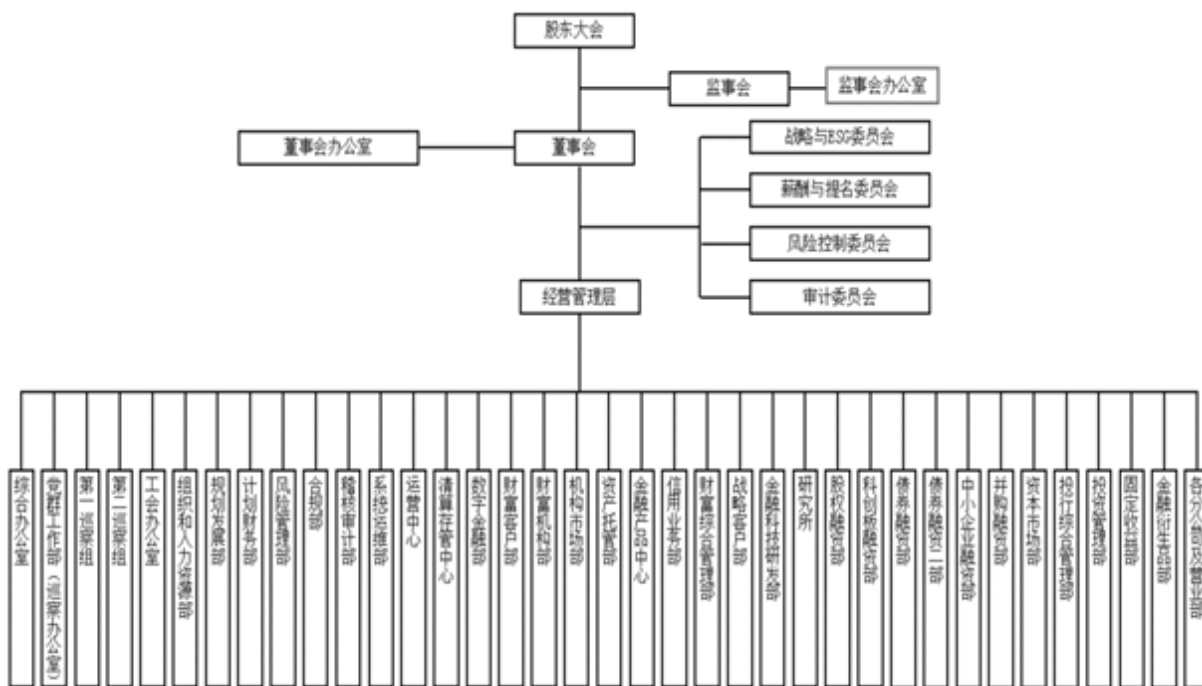 股东大会
监事会
监事会办公室
董事会办公室
董事会
战略与ESG委员会
薪酬与提名委员会
风险控制委员会
经营管理层
审计委员会
综合办公室
党群工作部（巡察办公室）
第一巡察组
第二巡察组
工会办公室
组织和人力资源部
规划发展部
计划财务部
风险管理部
合规部
稽核审计部
系统运维部
运营中心
清算存管中心
数字金融部
财富客户部
财富机构部
机构市场部
资产托管部
金融产品中心
信用业务部
财富综合管理部
战略客户部
金融科技研发部
研究所
股权融资部
科创板融资部
债券融资部
债券融资二部
中小企业融资部
并购融资部
资本市场部
投行综合管理部
投资管理部
固定收益部
金融衍生品部
各分公司及营业部